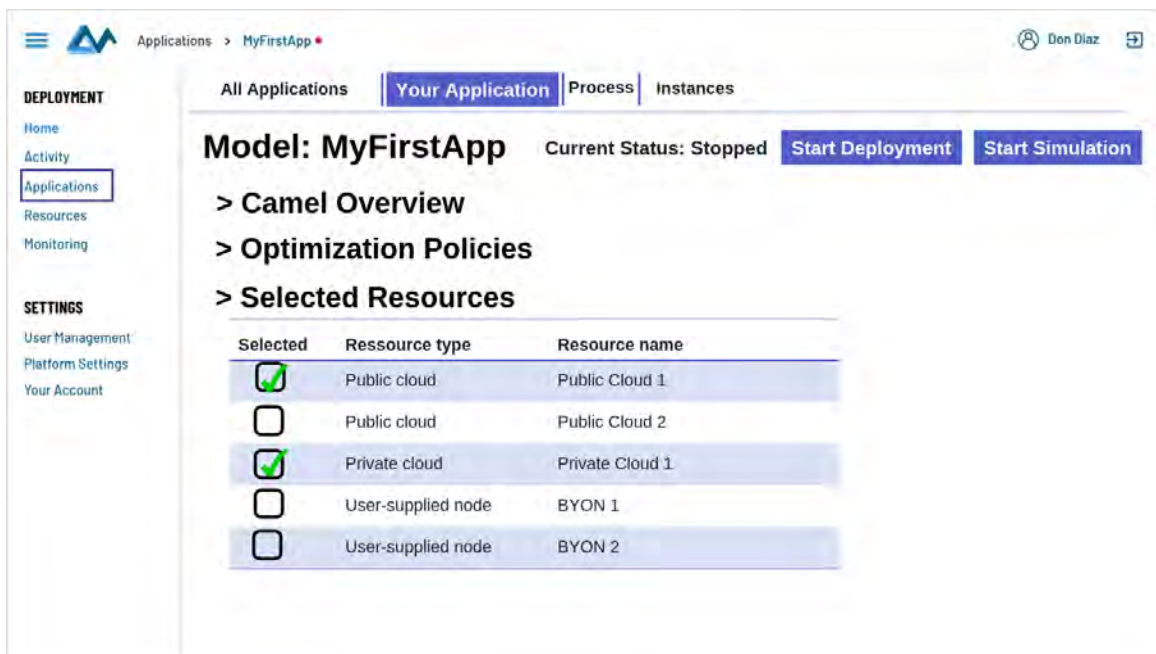 Applications > MyFirstApp
Don Diaz
DEPLOYMENT
Home
Activity
Applications
Resources
Monitoring
SETTINGS
User Management
Platform Settings
Your Account
All Applications Your Application Process Instances
Model: MyFirstApp Current Status: Stopped Start Deployment Start Simulation
> Camel Overview
> Optimization Policies
> Selected Resources
Selected Ressource type Resource name
Public cloud Public Cloud 1
Public cloud Public Cloud 2
Private cloud Private Cloud 1
User-supplied node BYON 1
User-supplied node BYON 2